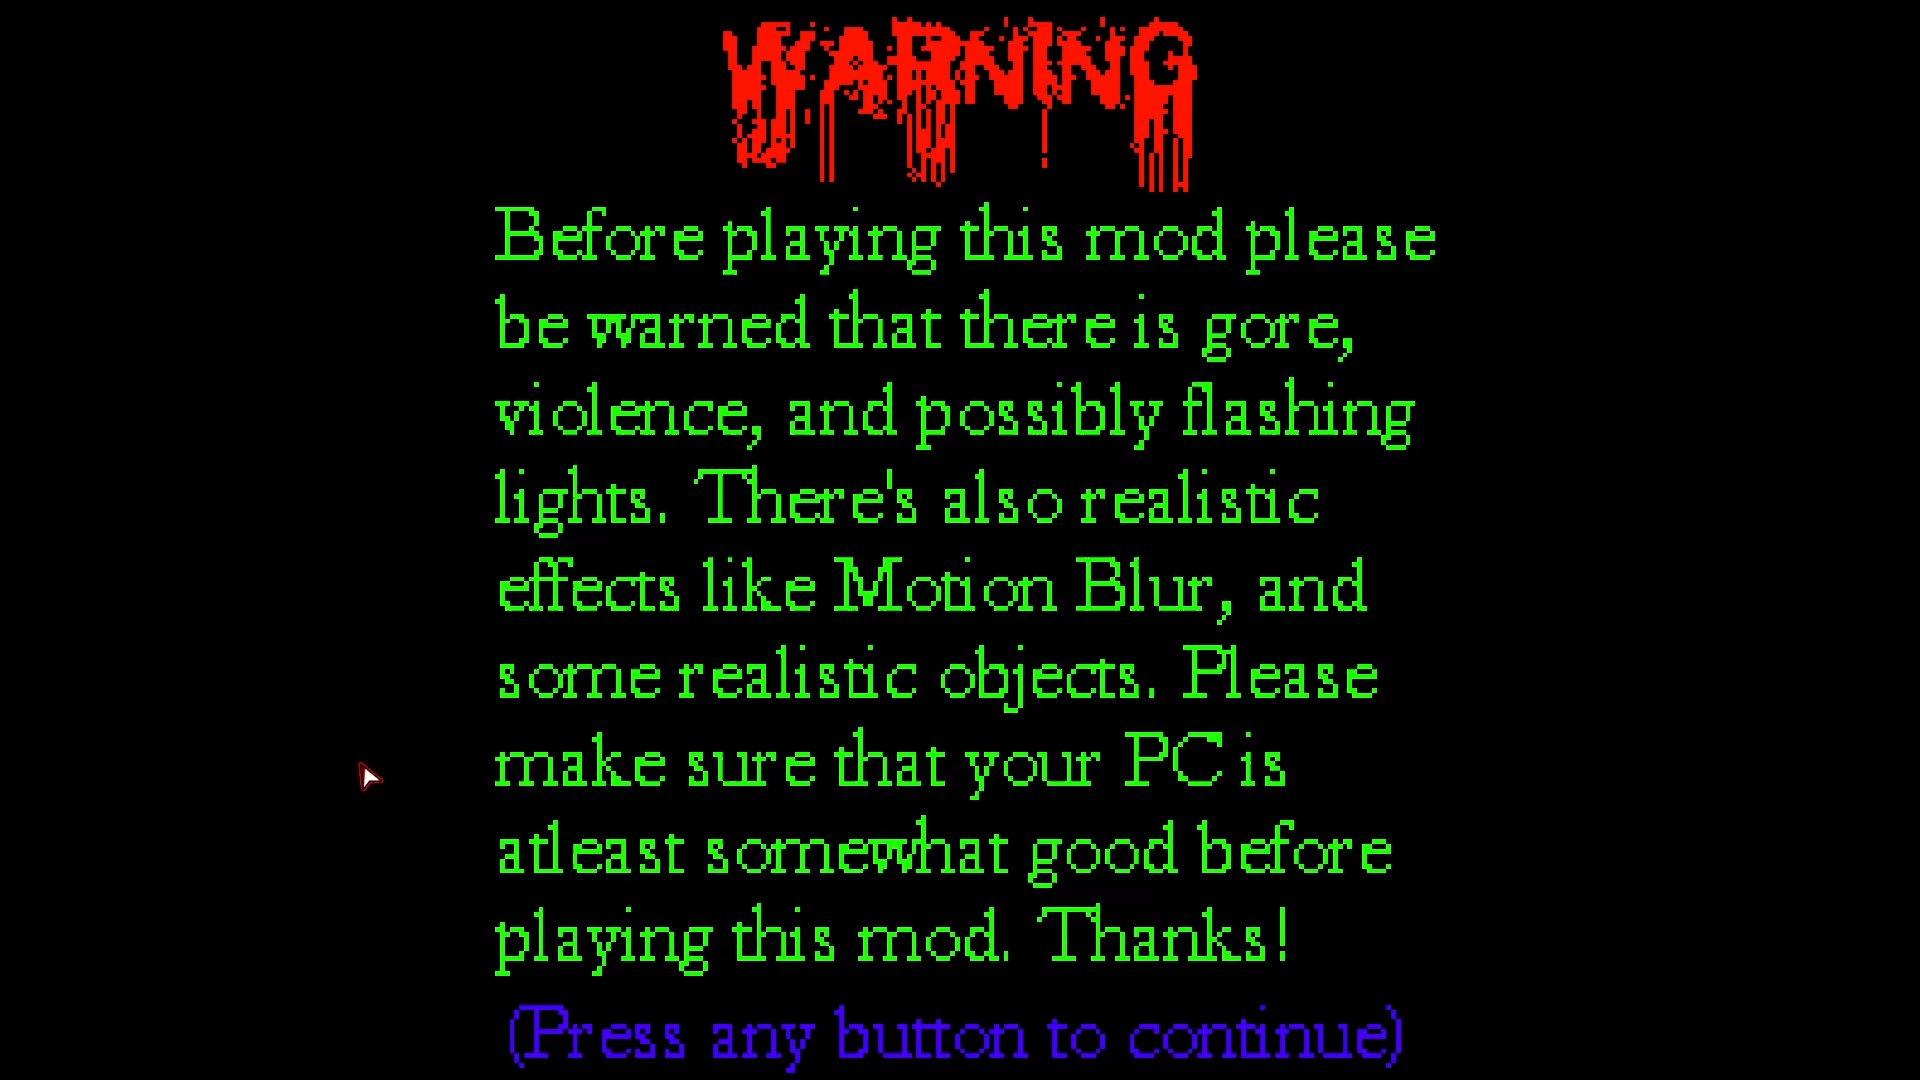 WARNING
Before playing this mod please
be warned that there is gore,
violence, and possibly flashing
lights. There's also realistic
effects like Motion Blur, and
some realistic objects. Please
make sure that your PC is
atleast somewhat good before
playing this mod. Thanks!
(Press any button to continue)